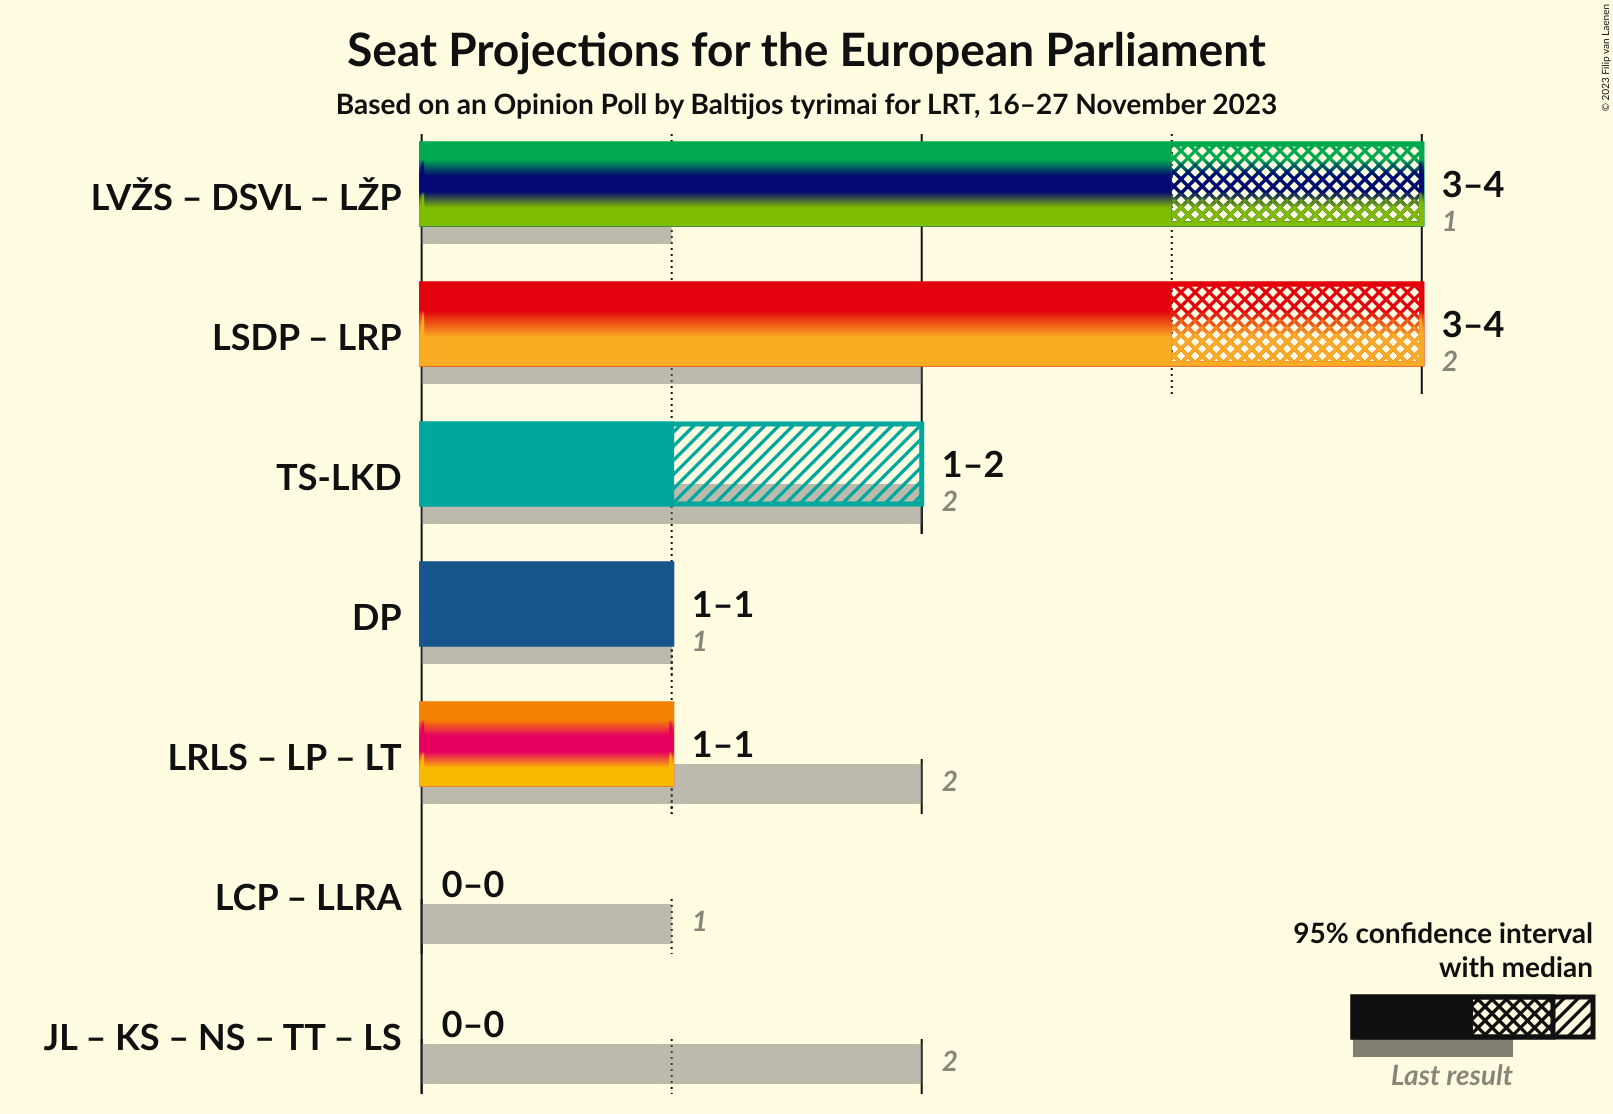 Seat Projections for the European Parliament
Based on an Opinion Poll by Baltijos tyrimai for LRT, 16–27 November 2023
© 2023 Filip van Laenen
LVŽS – DSVL – LŽP
3–4
1
LSDP – LRP
3–4
2
TS-LKD
1–2
2
DP
1–1
1
LRLS – LP – LT
1–1
2
LCP – LLRA
0–0
1
JL – KS – NS – TT – LS
0–0
2
95% confidence interval
with median
Last result